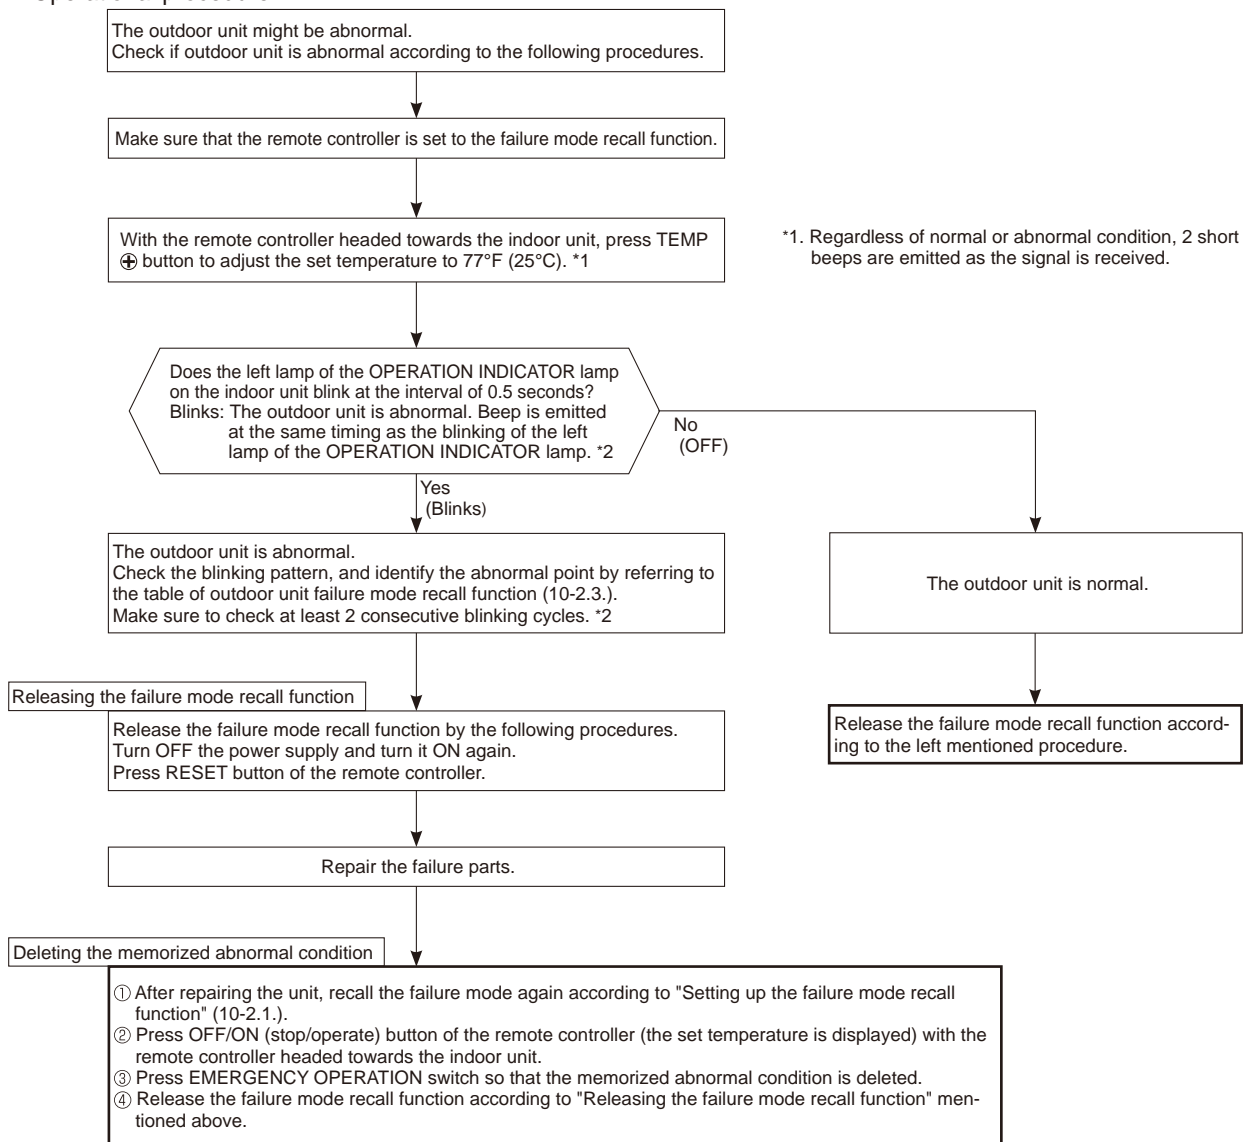 Operational procedure
The outdoor unit might be abnormal.
Check if outdoor unit is abnormal according to the following procedures.
Make sure that the remote controller is set to the failure mode recall function.
With the remote controller headed towards the indoor unit, press TEMP
⊕ button to adjust the set temperature to 77°F (25°C). *1
*1. Regardless of normal or abnormal condition, 2 short
beeps are emitted as the signal is received.
Does the left lamp of the OPERATION INDICATOR lamp
on the indoor unit blink at the interval of 0.5 seconds?
Blinks: The outdoor unit is abnormal. Beep is emitted
at the same timing as the blinking of the left
lamp of the OPERATION INDICATOR lamp. *2
No
(OFF)
Yes
(Blinks)
The outdoor unit is abnormal.
Check the blinking pattern, and identify the abnormal point by referring to
the table of outdoor unit failure mode recall function (10-2.3.).
Make sure to check at least 2 consecutive blinking cycles. *2
The outdoor unit is normal.
Releasing the failure mode recall function
Release the failure mode recall function by the following procedures.
Turn OFF the power supply and turn it ON again.
Press RESET button of the remote controller.
Release the failure mode recall function accord-
ing to the left mentioned procedure.
Repair the failure parts.
Deleting the memorized abnormal condition
① After repairing the unit, recall the failure mode again according to "Setting up the failure mode recall
function" (10-2.1.).
② Press OFF/ON (stop/operate) button of the remote controller (the set temperature is displayed) with the
remote controller headed towards the indoor unit.
③ Press EMERGENCY OPERATION switch so that the memorized abnormal condition is deleted.
④ Release the failure mode recall function according to "Releasing the failure mode recall function" men-
tioned above.